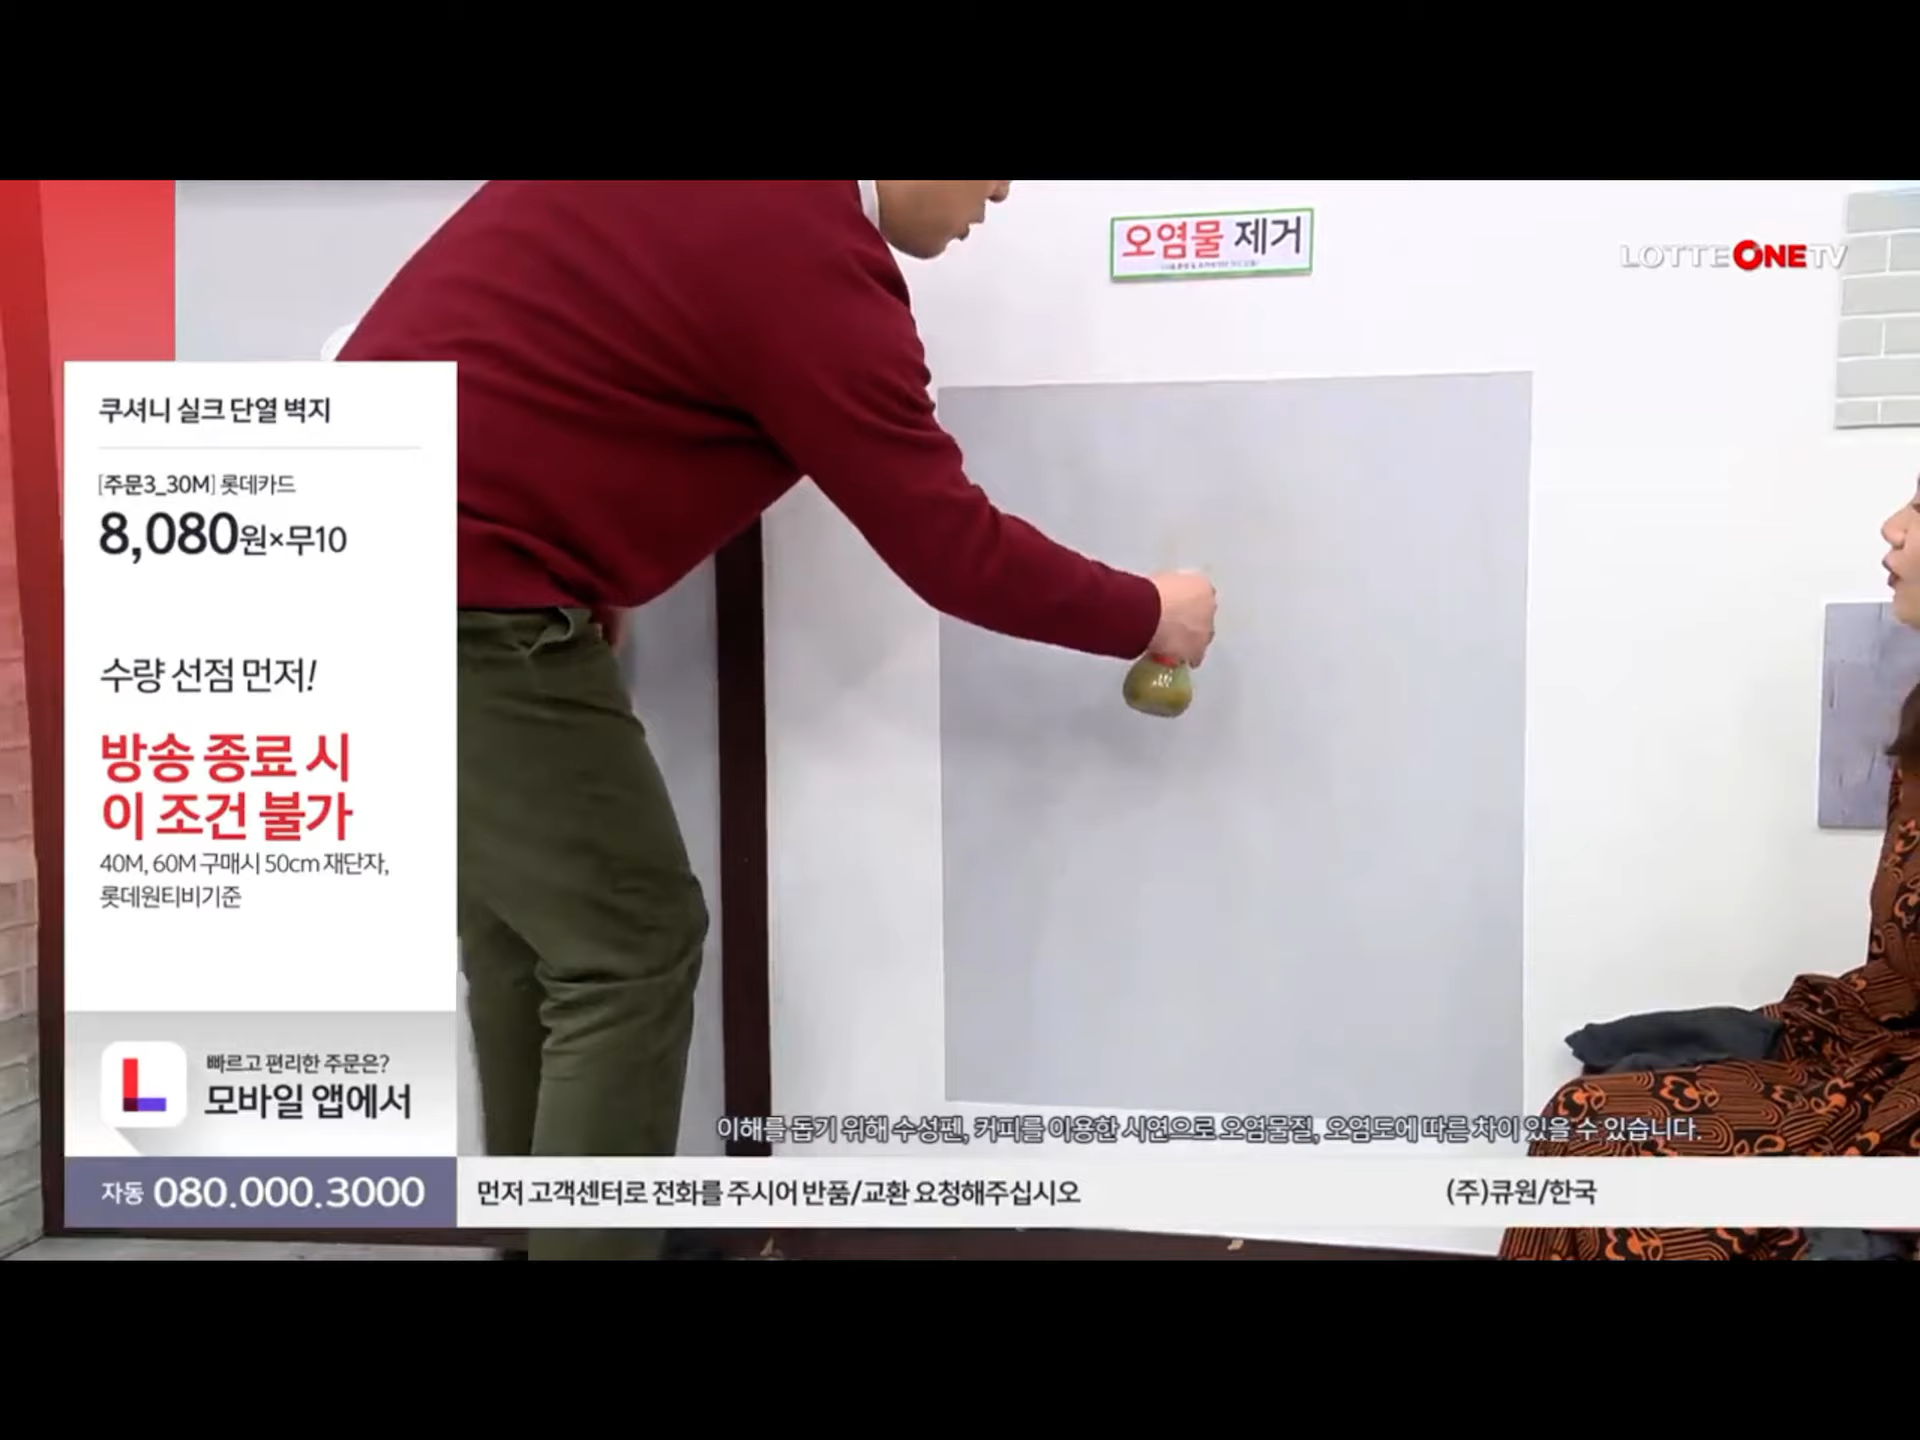 오염물 제거
LOTTE ONE TV
쿠셔니 실크 단열 벽지
[주문3_30M] 롯데카드
8,080원×무10
수량 선점 먼저!
방송 종료 시
이 조건 불가
40M, 60M 구매시 50cm 재단자,
롯데원티비기준
빠르고 편리한 주문은?
모바일 앱에서
이해를 돕기 위해 수성펜, 커피를 이용한 시연으로 오염물질, 오염도에 따른 차이 있을 수 있습니다.
자동 080.000.3000
먼저 고객센터로 전화를 주시어 반품/교환 요청해주십시오 (주)큐원/한국